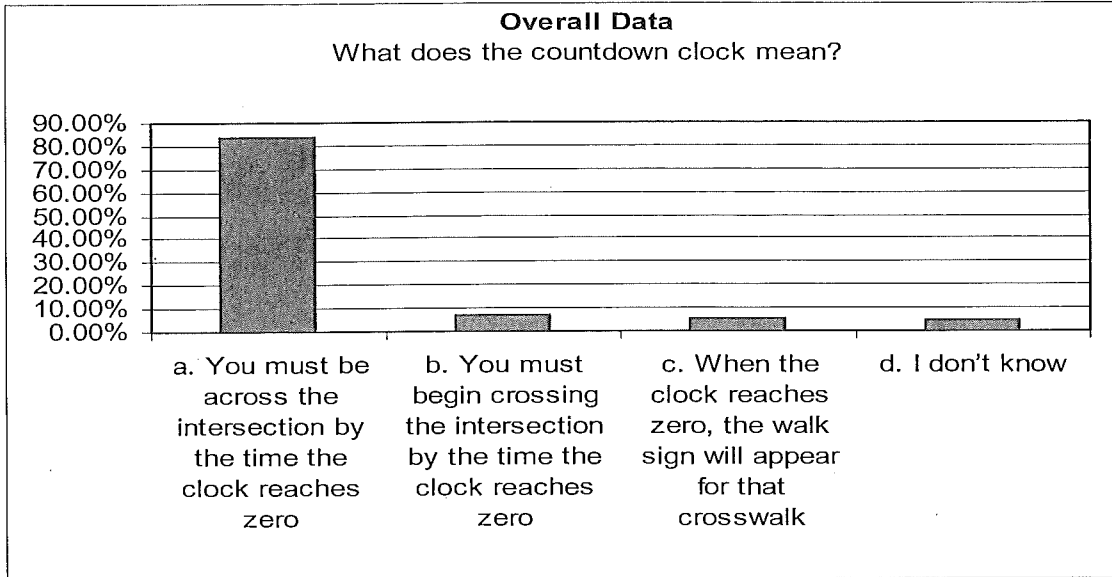 Overall Data
What does the countdown clock mean?
90.00%
80.00%
70.00%
60.00%
50.00%
40.00%
30.00%
20.00%
10.00%
0.00%
a. You must be
across the
intersection by
the time the
clock reaches
zero
b. You must
begin crossing
the intersection
by the time the
clock reaches
zero
c. When the
clock reaches
zero, the walk
sign will appear
for that
crosswalk
d. I don't know